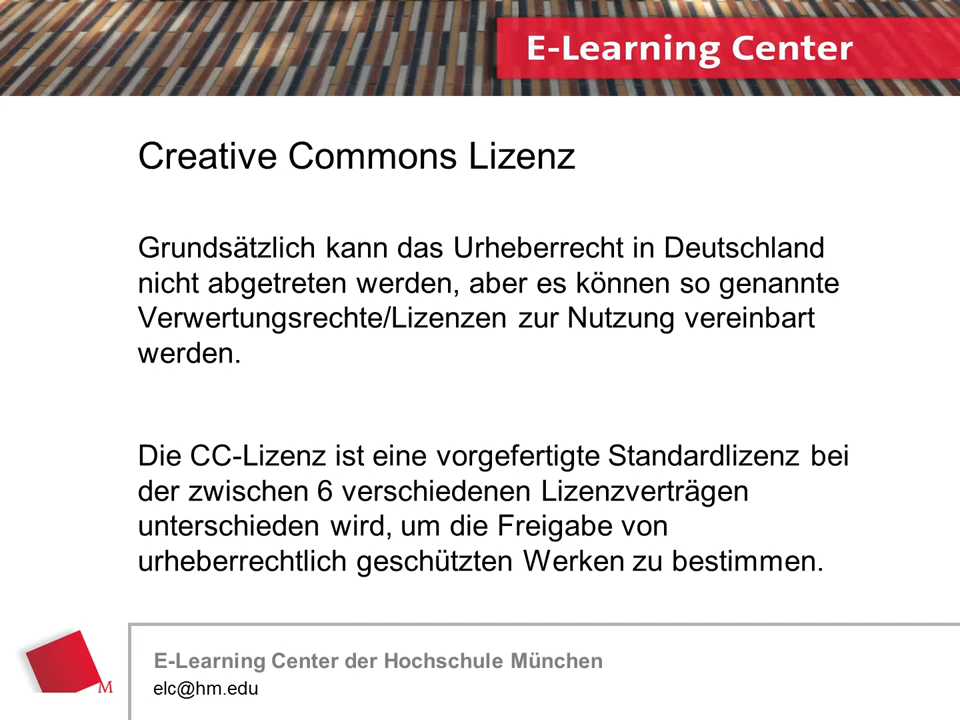 E-Learning Center
Creative Commons Lizenz
Grundsätzlich kann das Urheberrecht in Deutschland
nicht abgetreten werden, aber es können so genannte
Verwertungsrechte/Lizenzen zur Nutzung vereinbart
werden.
Die CC-Lizenz ist eine vorgefertigte Standardlizenz bei
der zwischen 6 verschiedenen Lizenzverträgen
unterschieden wird, um die Freigabe von
urheberrechtlich geschützten Werken zu bestimmen.
M
E-Learning Center der Hochschule München
elc@hm.edu